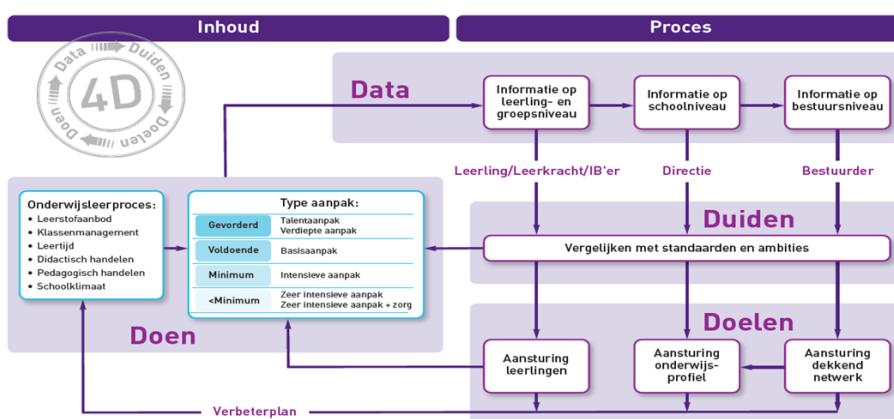 Inhoud
Proces
Data
Duiden
Doelen
Doen
4D
Data
Informatie op
leerling- en
groepsniveau
Informatie op
schoolniveau
Informatie op
bestuursniveau
Leerling/Leerkracht/IB'er
Directie
Bestuurder
Onderwijsleerproces:
• Leerstofaanbod
• Klassenmanagement
• Leertijd
• Didactisch handelen
• Pedagogisch handelen
• Schoolklimaat
Type aanpak:
Gevorderd
Talentaanpak
Verdiepte aanpak
Voldoende
Basisaanpak
Minimum
Intensieve aanpak
<Minimum
Zeer intensieve aanpak
Zeer intensieve aanpak + zorg
Doen
Duiden
Vergelijken met standaarden en ambities
Doelen
Aansturing
leerlingen
Aansturing
onderwijs-
profiel
Aansturing
dekkend
netwerk
Verbeterplan